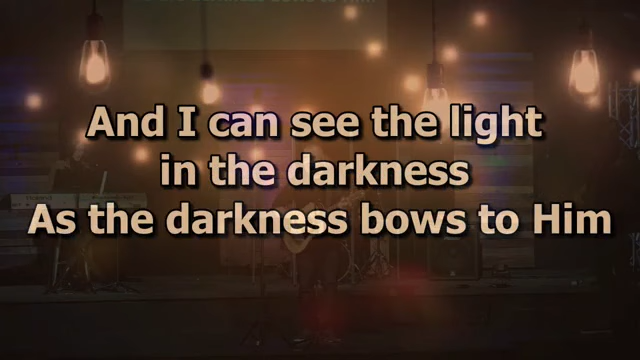 And I can see the light
in the darkness
As the darkness bows to Him